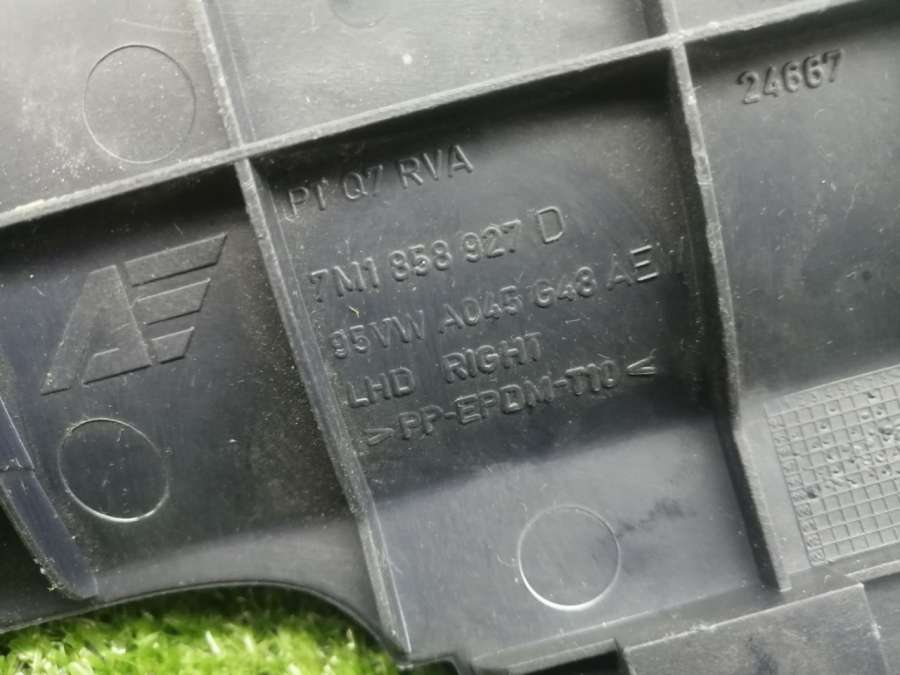 24667
PI Q7 RVA
7M1 858 927 D
95VW A045 G48 AE
LHD RIGHT
>PP-EPDM-T10<